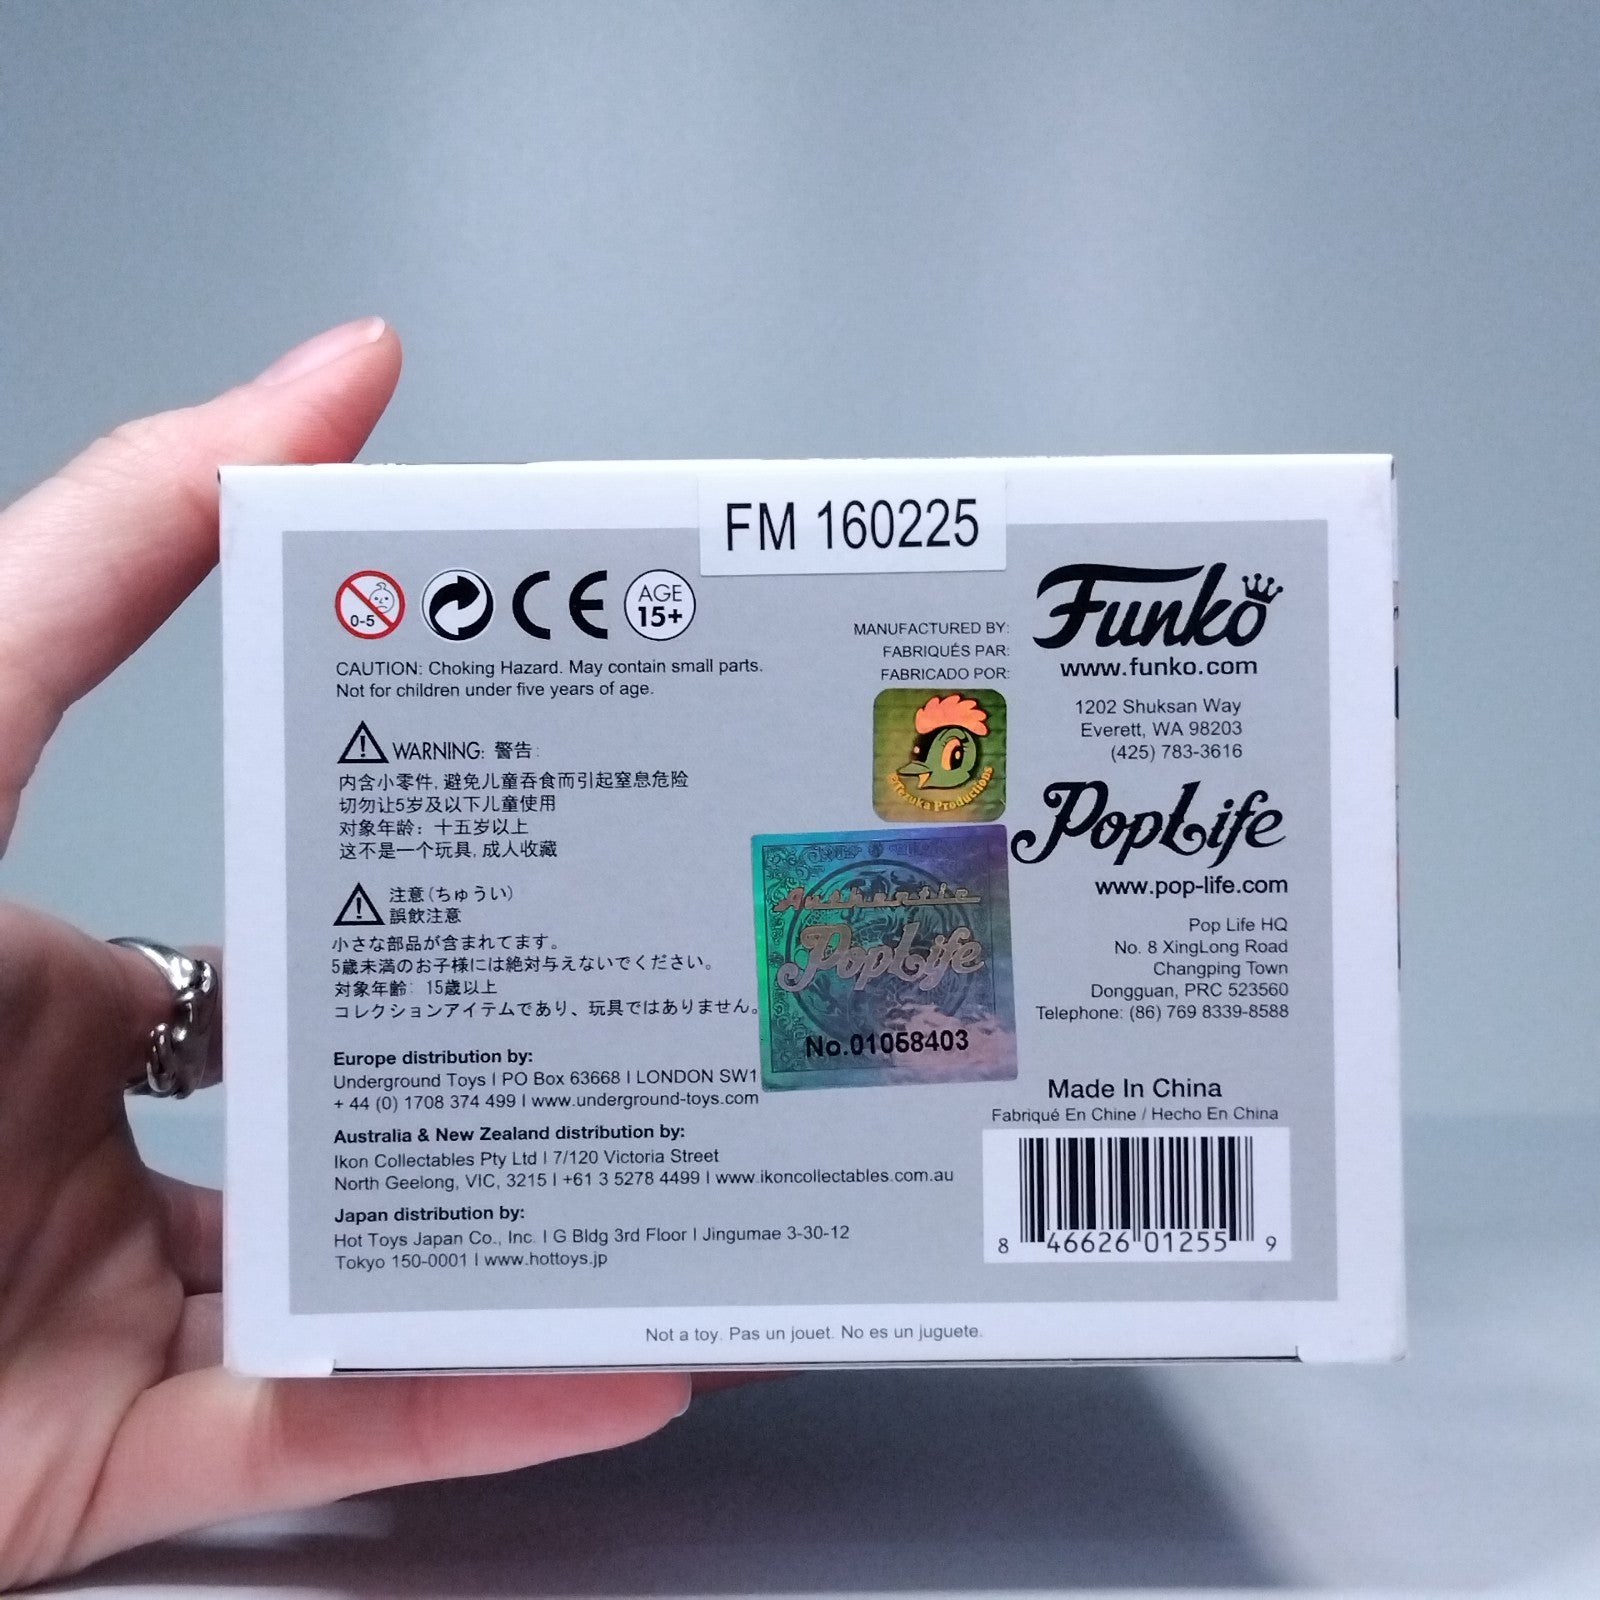 FM 160225
0-5
CE
AGE
15+
CAUTION: Choking Hazard. May contain small parts.
Not for children under five years of age.
WARNING: 警告:
内含小零件, 避免儿童吞食而引起窒息危险
切勿让5岁及以下儿童使用
对象年龄: 十五岁以上
这不是一个玩具, 成人收藏
注意(ちゅうい)
誤飲注意
小さな部品が含まれてます。
5歳未満のお子様には絶対与えないでください。
対象年齢: 15歳以上
コレクションアイテムであり、玩具ではありません。
Europe distribution by:
Underground Toys I PO Box 63668 I LONDON SW1
+ 44 (0) 1708 374 499 I www.underground-toys.com
Australia & New Zealand distribution by:
Ikon Collectables Pty Ltd I 7/120 Victoria Street
North Geelong, VIC, 3215 I +61 3 5278 4499 I www.ikoncollectables.com.au
Japan distribution by:
Hot Toys Japan Co., Inc. I G Bldg 3rd Floor I Jingumae 3-30-12
Tokyo 150-0001 I www.hottoys.jp
MANUFACTURED BY:
FABRIQUÉS PAR:
FABRICADO POR:
©Tezuka Productions
Authentic
PopLife
No.01058403
Funko
www.funko.com
1202 Shuksan Way
Everett, WA 98203
(425) 783-3616
PopLife
www.pop-life.com
Pop Life HQ
No. 8 XingLong Road
Changping Town
Dongguan, PRC 523560
Telephone: (86) 769 8339-8588
Made In China
Fabriqué En Chine / Hecho En China
8 46626 01255 9
Not a toy. Pas un jouet. No es un juguete.